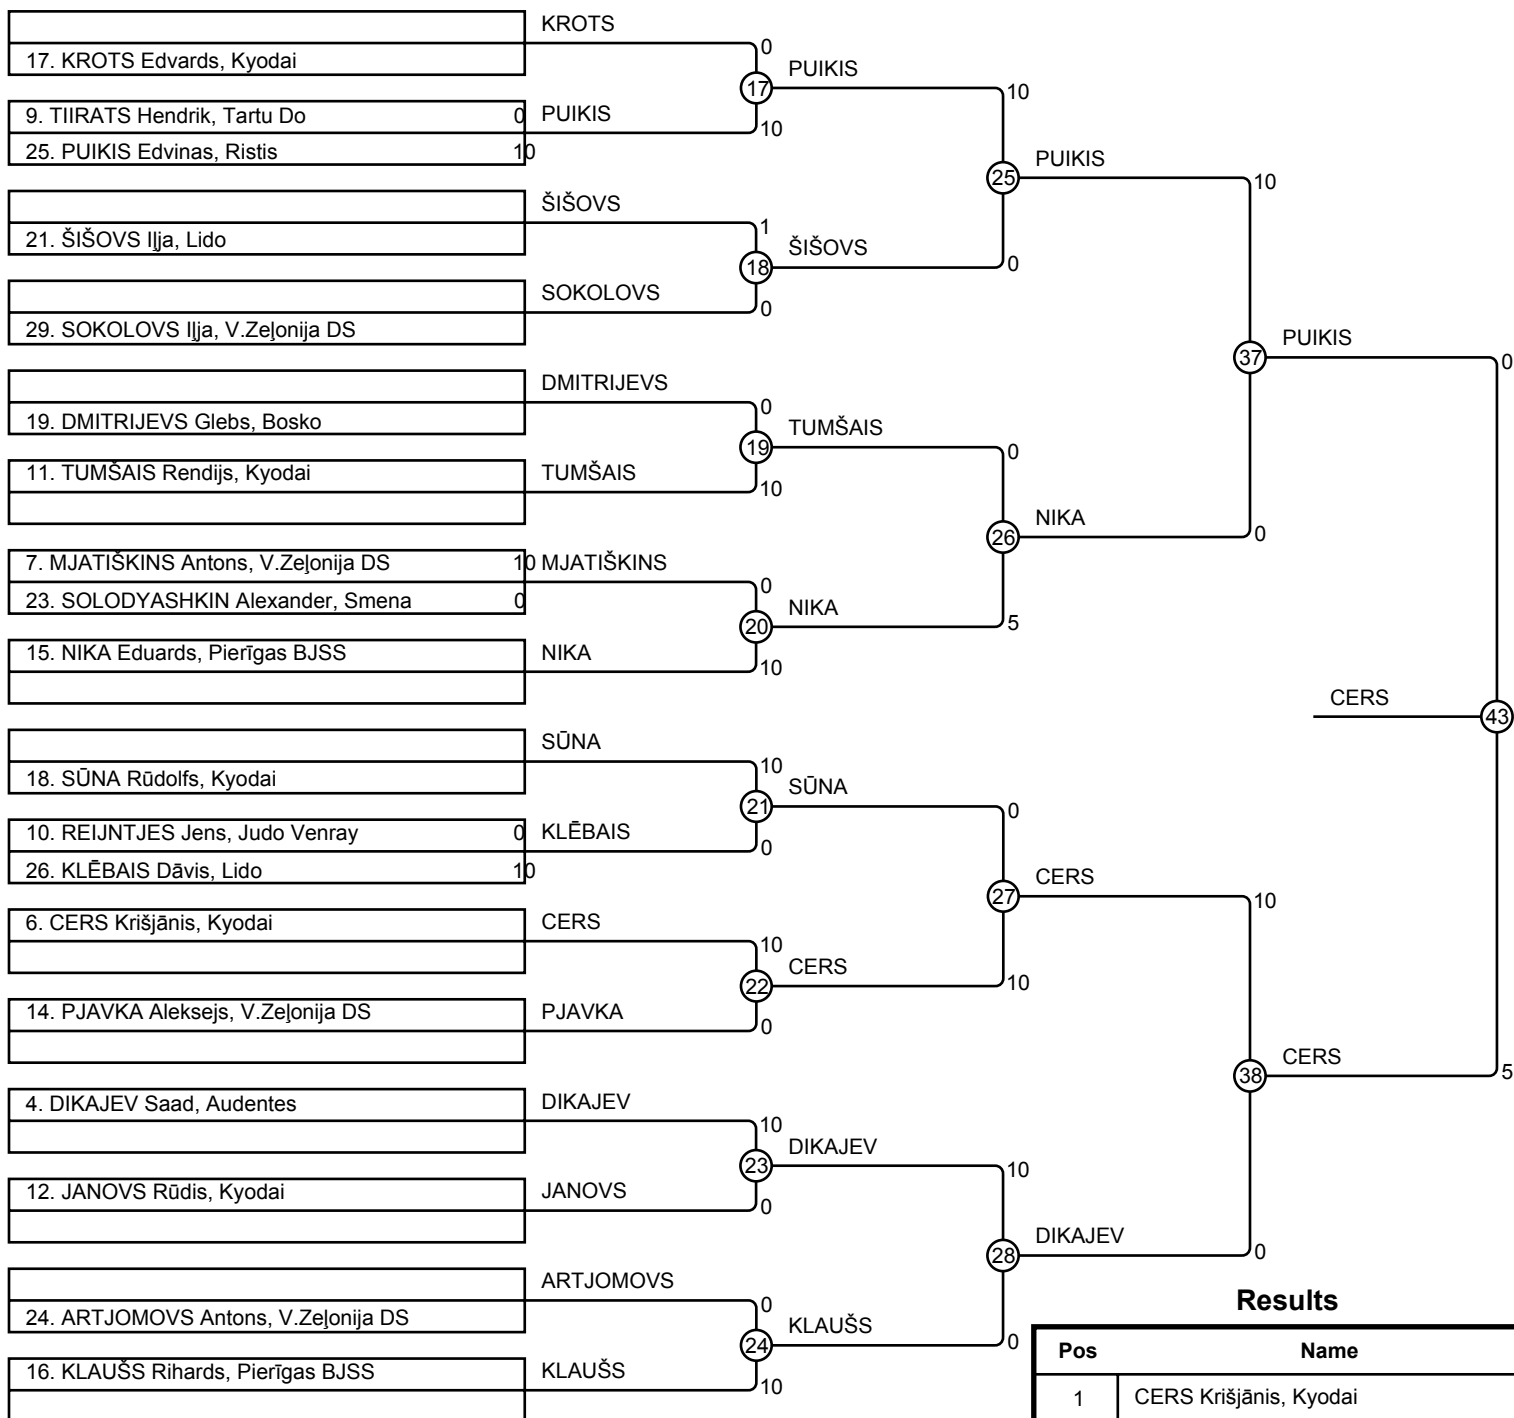 KROTS
0
17. KROTS Edvards, Kyodai
PUIKIS
17
10
9. TIIRATS Hendrik, Tartu Do 0 PUIKIS
10
25. PUIKIS Edvinas, Ristis 10
PUIKIS
25
10
ŠIŠOVS
1
21. ŠIŠOVS Iļja, Lido
ŠIŠOVS
18
0
SOKOLOVS
0
29. SOKOLOVS Iļja, V.Zeļonija DS
PUIKIS
37
0
DMITRIJEVS
0
19. DMITRIJEVS Glebs, Bosko
TUMŠAIS
19
0
11. TUMŠAIS Rendijs, Kyodai TUMŠAIS
10
NIKA
26
0
7. MJATIŠKINS Antons, V.Zeļonija DS 10 MJATIŠKINS
0
23. SOLODYASHKIN Alexander, Smena 0
NIKA
20
5
15. NIKA Eduards, Pierīgas BJSS NIKA
10
CERS
43
SŪNA
10
18. SŪNA Rūdolfs, Kyodai
SŪNA
21
0
10. REIJNTJES Jens, Judo Venray 0 KLĒBAIS
0
26. KLĒBAIS Dāvis, Lido 10
CERS
27
10
6. CERS Krišjānis, Kyodai CERS
10
CERS
22
10
14. PJAVKA Aleksejs, V.Zeļonija DS PJAVKA
0
CERS
38
5
4. DIKAJEV Saad, Audentes DIKAJEV
10
DIKAJEV
23
10
12. JANOVS Rūdis, Kyodai JANOVS
0
DIKAJEV
28
0
ARTJOMOVS
0
24. ARTJOMOVS Antons, V.Zeļonija DS
KLAUŠS
24
0
16. KLAUŠS Rihards, Pierīgas BJSS KLAUŠS
10
Results
Pos Name
1 CERS Krišjānis, Kyodai